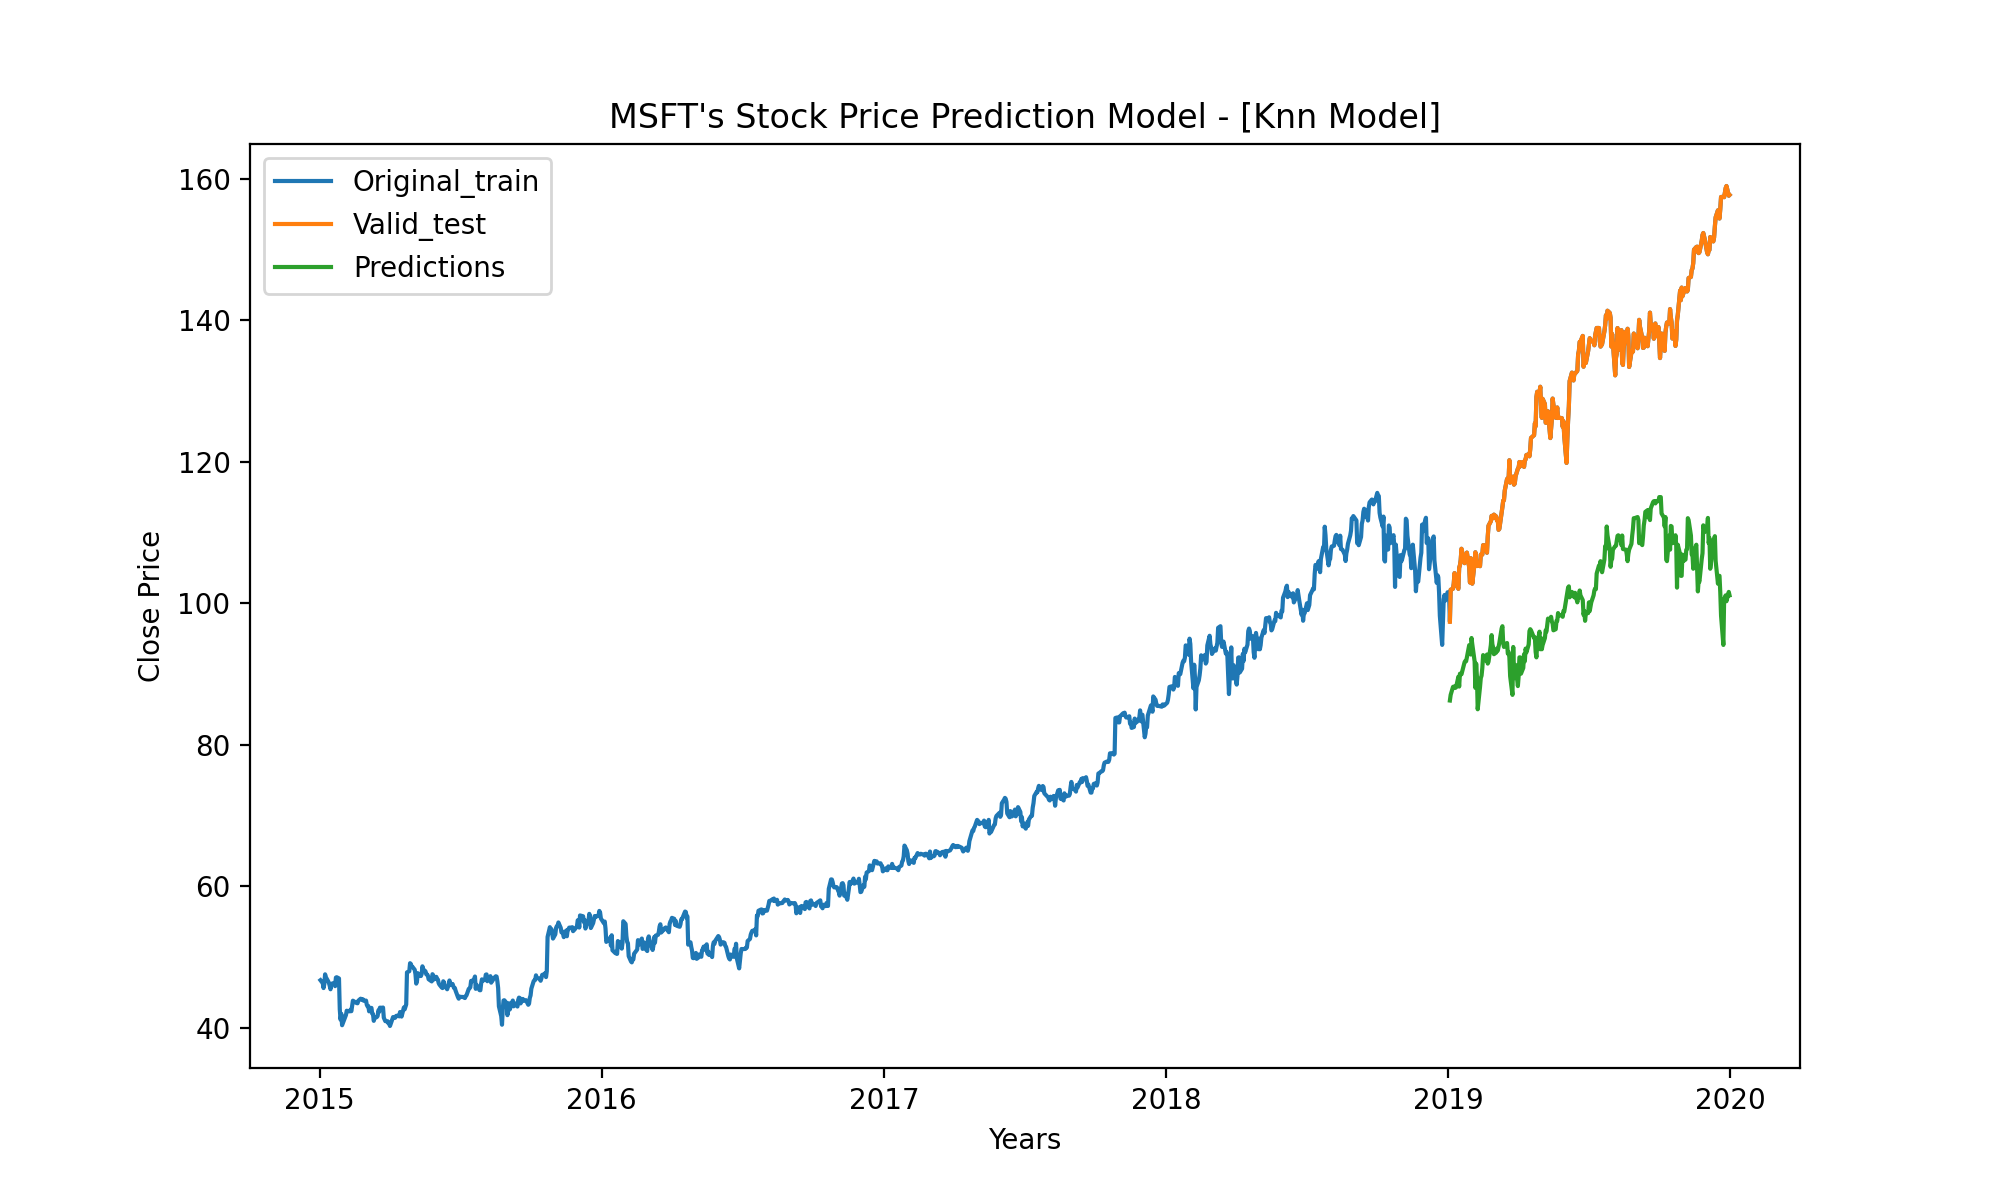 MSFT's Stock Price Prediction Model - [Knn Model]
Original_train
Valid_test
Predictions
160
140
120
100
80
60
40
Close Price
2015 2016 2017 2018 2019 2020
Years